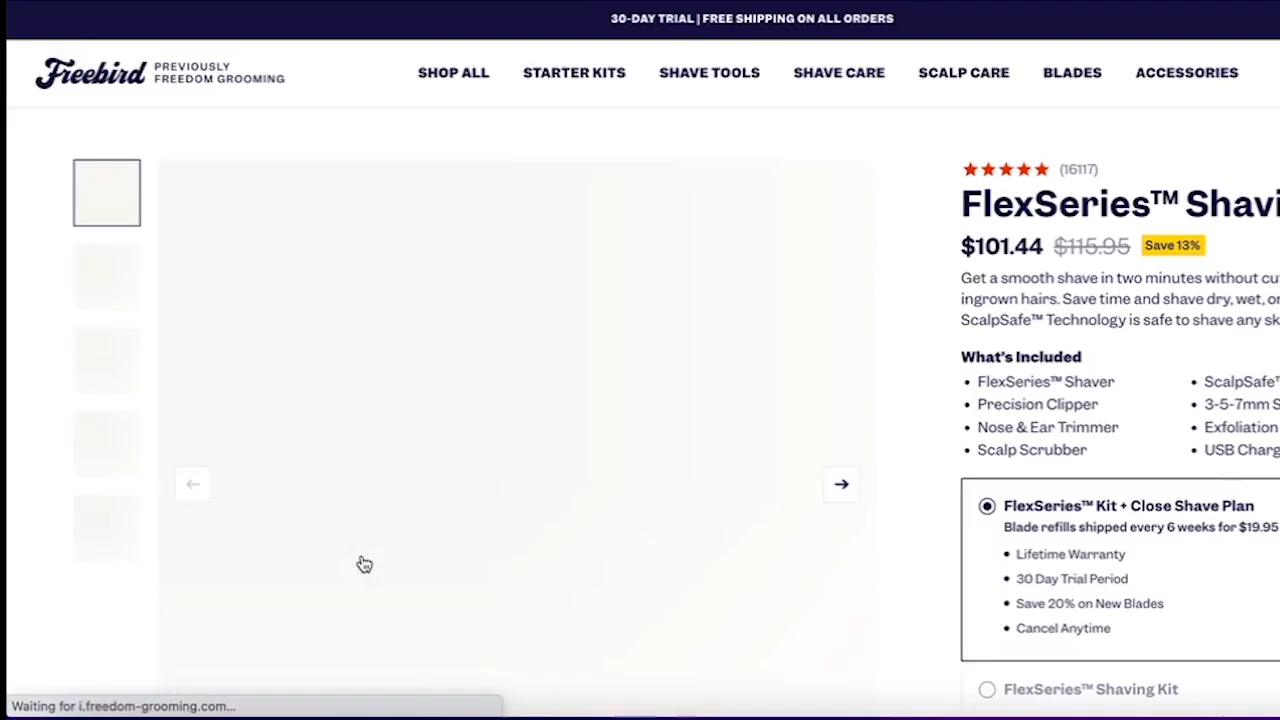 30-DAY TRIAL | FREE SHIPPING ON ALL ORDERS
Freebird PREVIOUSLY FREEDOM GROOMING
SHOP ALL STARTER KITS SHAVE TOOLS SHAVE CARE SCALP CARE BLADES ACCESSORIES
(16117)
FlexSeries™ Shavi
$101.44 $115.95 Save 13%
Get a smooth shave in two minutes without cu
ingrown hairs. Save time and shave dry, wet, o
ScalpSafe™ Technology is safe to shave any sk
What's Included
• FlexSeries™ Shaver • ScalpSafe™
• Precision Clipper • 3-5-7mm S
• Nose & Ear Trimmer • Exfoliation
• Scalp Scrubber • USB Charg
FlexSeries™ Kit + Close Shave Plan
Blade refills shipped every 6 weeks for $19.95
• Lifetime Warranty
• 30 Day Trial Period
• Save 20% on New Blades
• Cancel Anytime
FlexSeries™ Shaving Kit
Waiting for i.freedom-grooming.com...